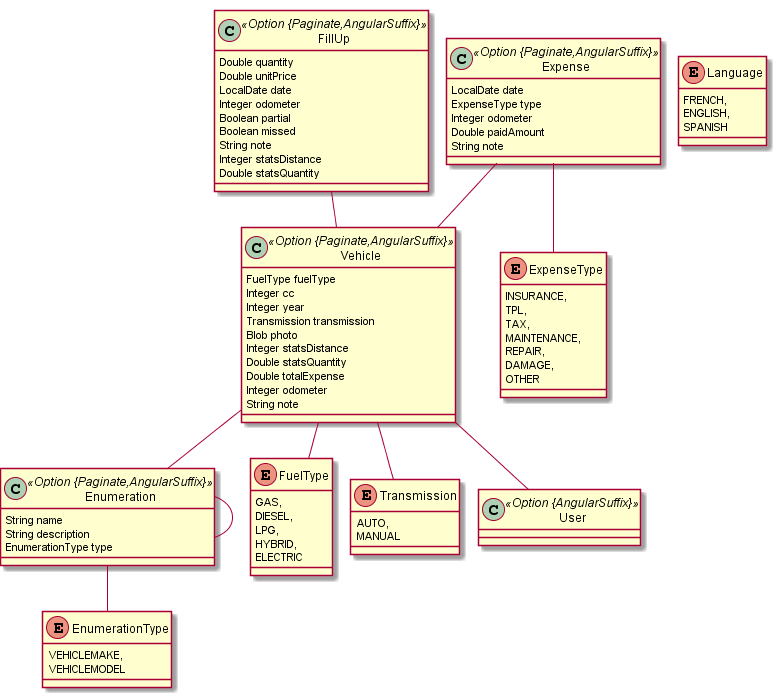 C «Option {Paginate,AngularSuffix}»
FillUp
Double quantity
Double unitPrice
LocalDate date
Integer odometer
Boolean partial
Boolean missed
String note
Integer statsDistance
Double statsQuantity
C «Option {Paginate,AngularSuffix}»
Expense
LocalDate date
ExpenseType type
Integer odometer
Double paidAmount
String note
E Language
FRENCH,
ENGLISH,
SPANISH
C «Option {Paginate,AngularSuffix}»
Vehicle
FuelType fuelType
Integer cc
Integer year
Transmission transmission
Blob photo
Integer statsDistance
Double statsQuantity
Double totalExpense
Integer odometer
String note
E ExpenseType
INSURANCE,
TPL,
TAX,
MAINTENANCE,
REPAIR,
DAMAGE,
OTHER
C «Option {Paginate,AngularSuffix}»
Enumeration
String name
String description
EnumerationType type
E FuelType
GAS,
DIESEL,
LPG,
HYBRID,
ELECTRIC
E Transmission
AUTO,
MANUAL
C «Option {AngularSuffix}»
User
E EnumerationType
VEHICLEMAKE,
VEHICLEMODEL